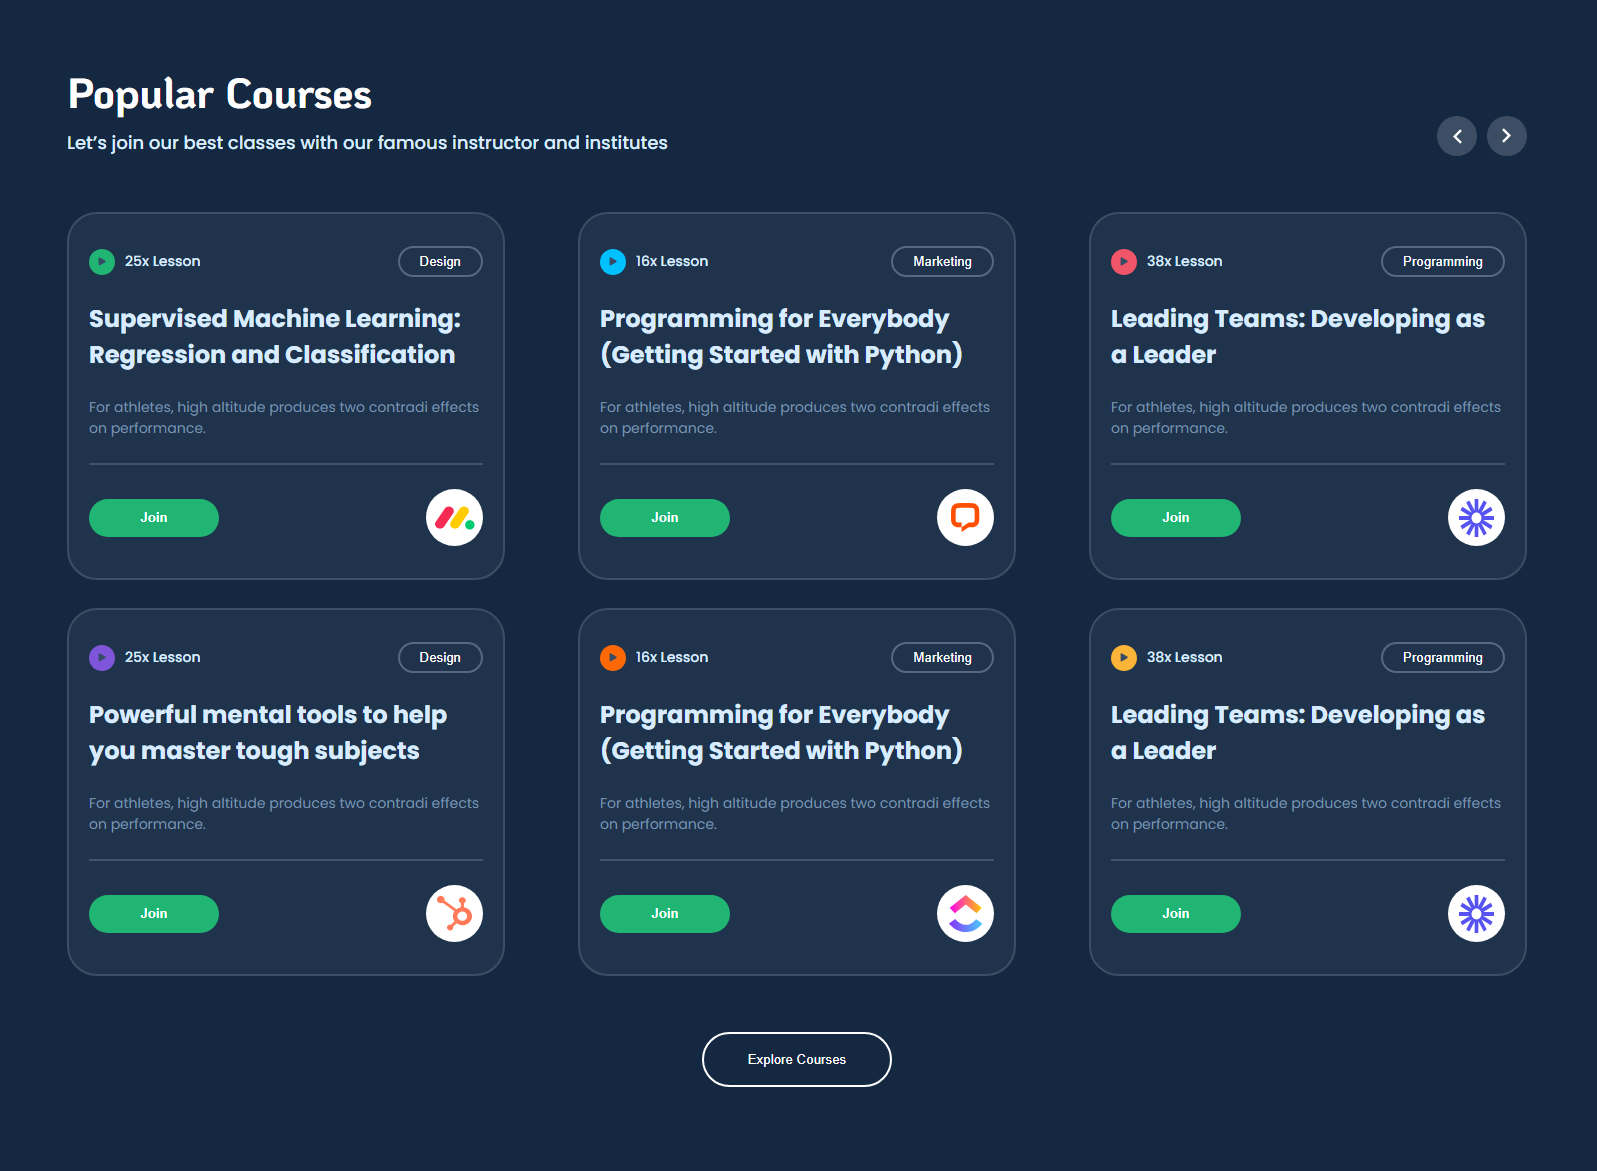 Popular Courses
Let’s join our best classes with our famous instructor and institutes
25x Lesson
Design
Supervised Machine Learning:
Regression and Classification
For athletes, high altitude produces two contradi effects
on performance.
Join
16x Lesson
Marketing
Programming for Everybody
(Getting Started with Python)
For athletes, high altitude produces two contradi effects
on performance.
Join
38x Lesson
Programming
Leading Teams: Developing as
a Leader
For athletes, high altitude produces two contradi effects
on performance.
Join
25x Lesson
Design
Powerful mental tools to help
you master tough subjects
For athletes, high altitude produces two contradi effects
on performance.
Join
16x Lesson
Marketing
Programming for Everybody
(Getting Started with Python)
For athletes, high altitude produces two contradi effects
on performance.
Join
38x Lesson
Programming
Leading Teams: Developing as
a Leader
For athletes, high altitude produces two contradi effects
on performance.
Join
Explore Courses